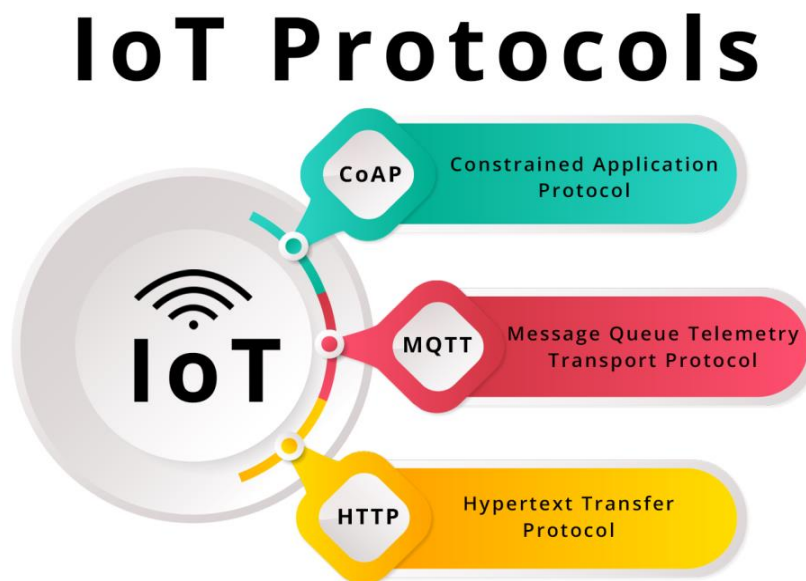 IoT Protocols
CoAP
Constrained Application
Protocol
IoT
MQTT
Message Queue Telemetry
Transport Protocol
HTTP
Hypertext Transfer
Protocol